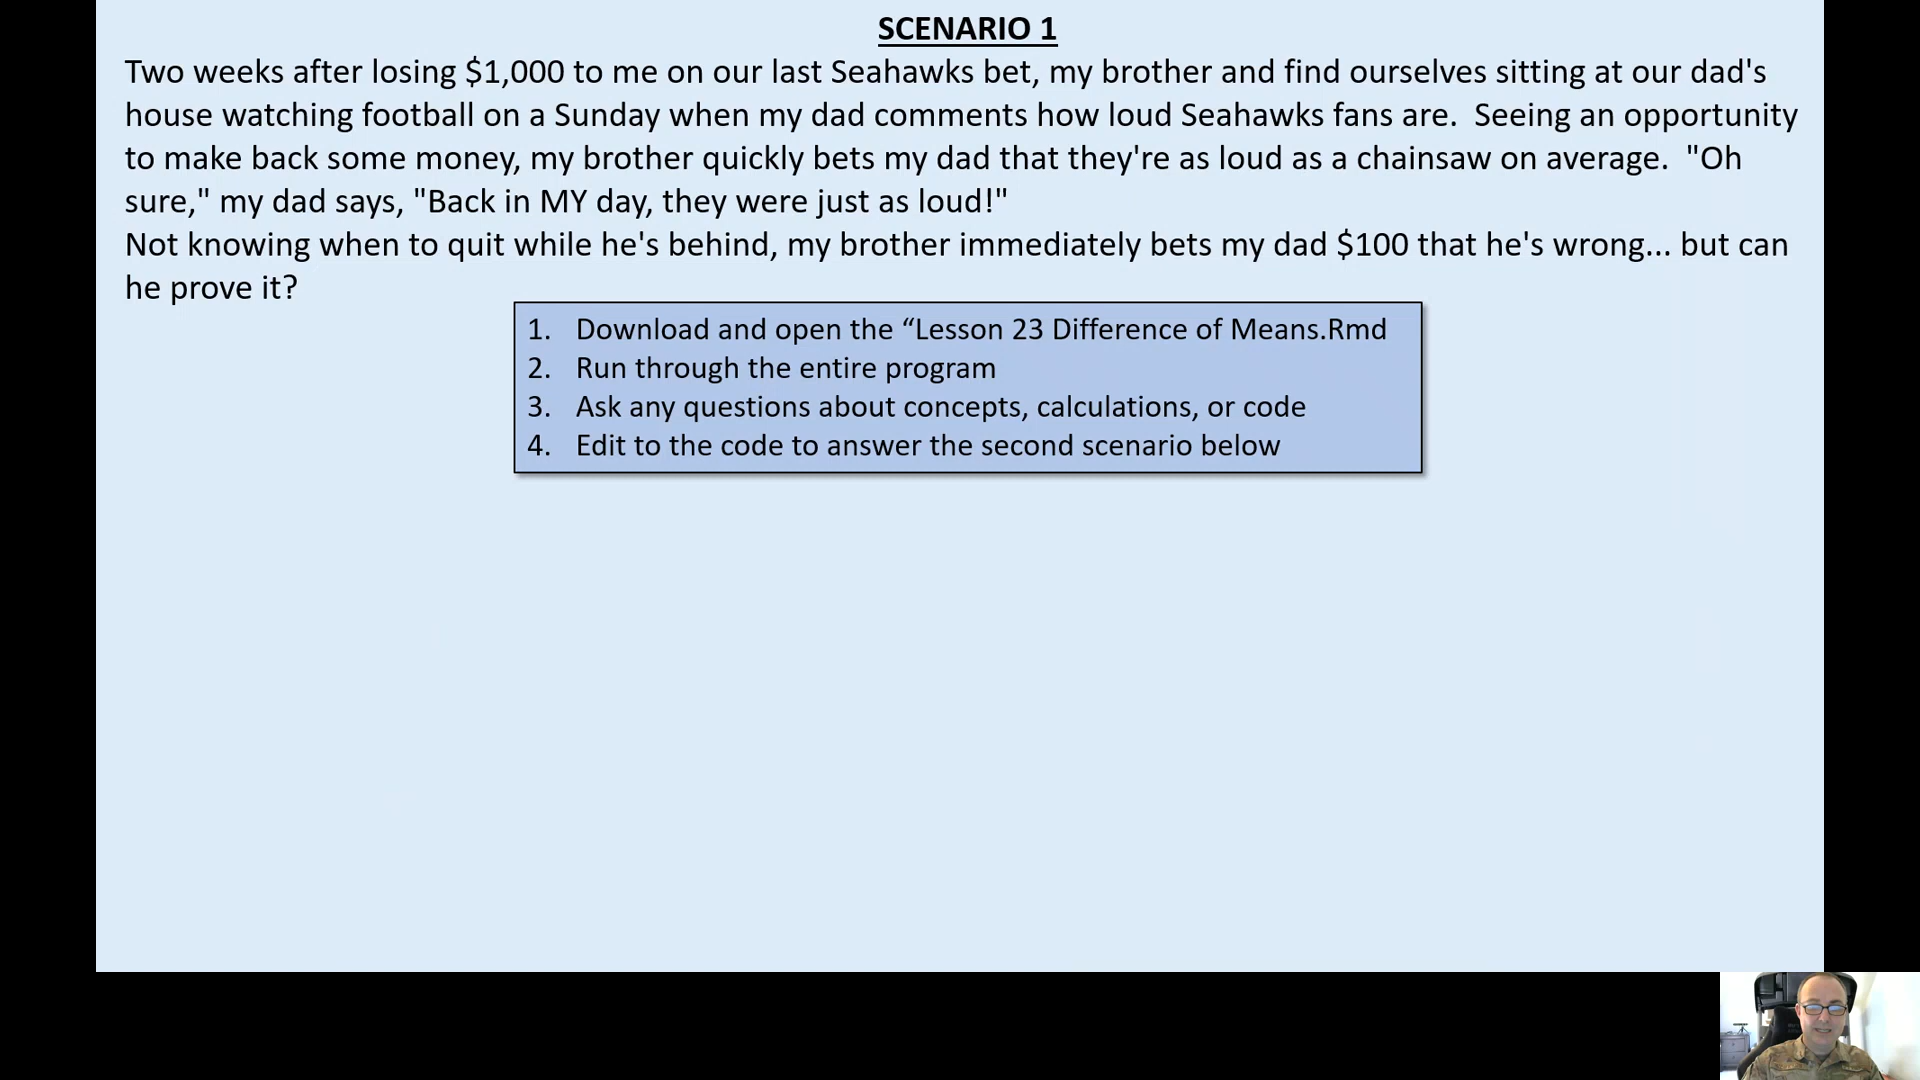 SCENARIO 1
Two weeks after losing $1,000 to me on our last Seahawks bet, my brother and find ourselves sitting at our dad's
house watching football on a Sunday when my dad comments how loud Seahawks fans are.  Seeing an opportunity
to make back some money, my brother quickly bets my dad that they're as loud as a chainsaw on average.  "Oh
sure," my dad says, "Back in MY day, they were just as loud!"
Not knowing when to quit while he's behind, my brother immediately bets my dad $100 that he's wrong... but can
he prove it?
1. Download and open the “Lesson 23 Difference of Means.Rmd
2. Run through the entire program
3. Ask any questions about concepts, calculations, or code
4. Edit to the code to answer the second scenario below